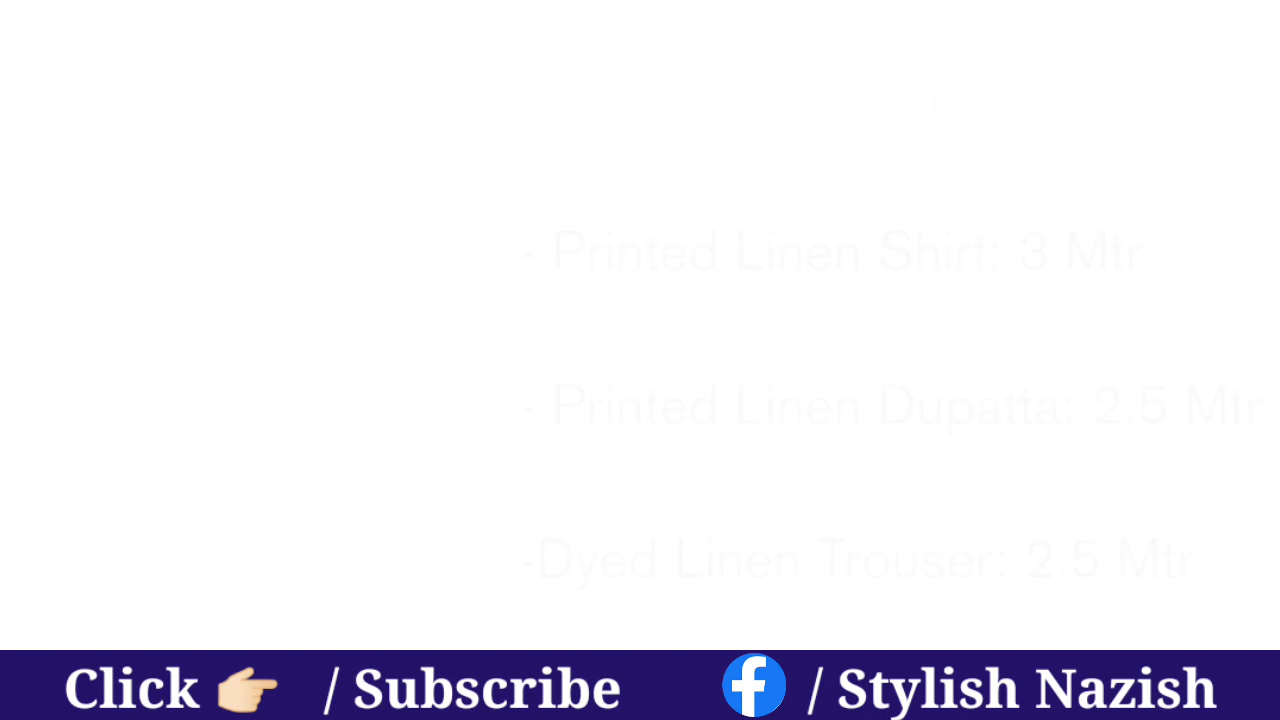 Rs.3,650.00
- Printed Linen Shirt: 3 Mtr
- Printed Linen Dupatta: 2.5 Mtr
-Dyed Linen Trouser: 2.5 Mtr
Click / Subscribe / Stylish Nazish